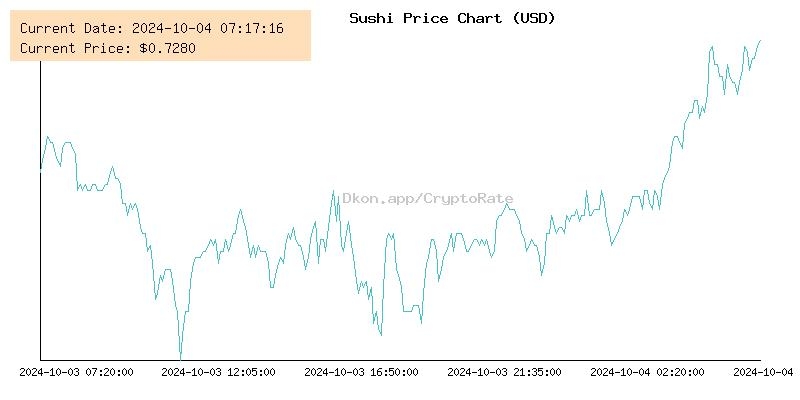 Sushi Price Chart (USD)
Current Date: 2024-10-04 07:17:16
Current Price: $0.7280
Dkon.app/CryptoRate
2024-10-03 07:20:00 2024-10-03 12:05:00 2024-10-03 16:50:00 2024-10-03 21:35:00 2024-10-04 02:20:00 2024-10-04